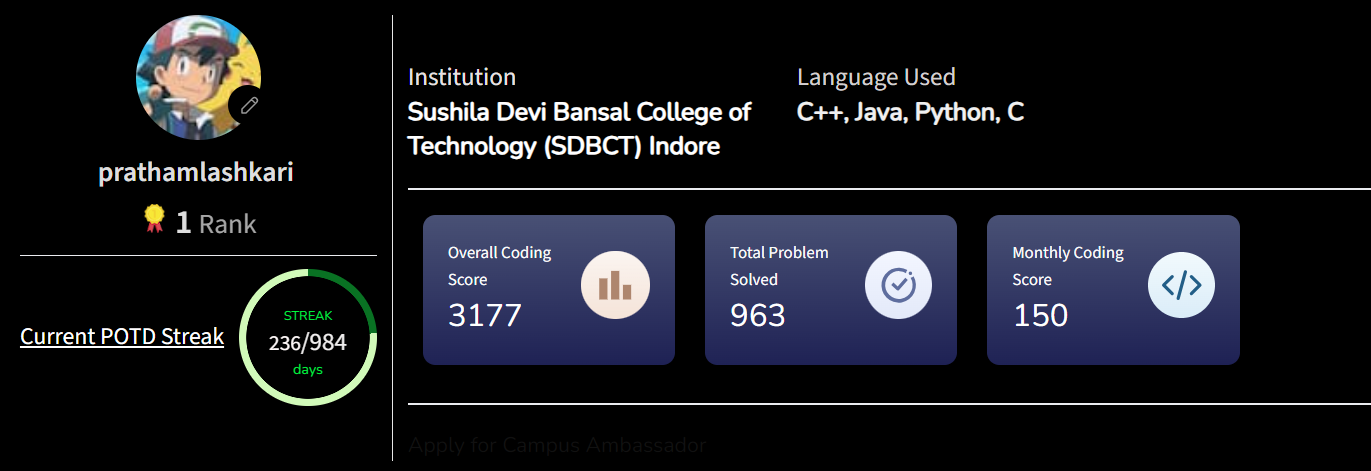 prathamlashkari
1 Rank
Current POTD Streak
STREAK
236/984
days
Institution
Sushila Devi Bansal College of
Technology (SDBCT) Indore
Language Used
C++, Java, Python, C
Overall Coding
Score
3177
Total Problem
Solved
963
Monthly Coding
Score
150
Apply for Campus Ambassador